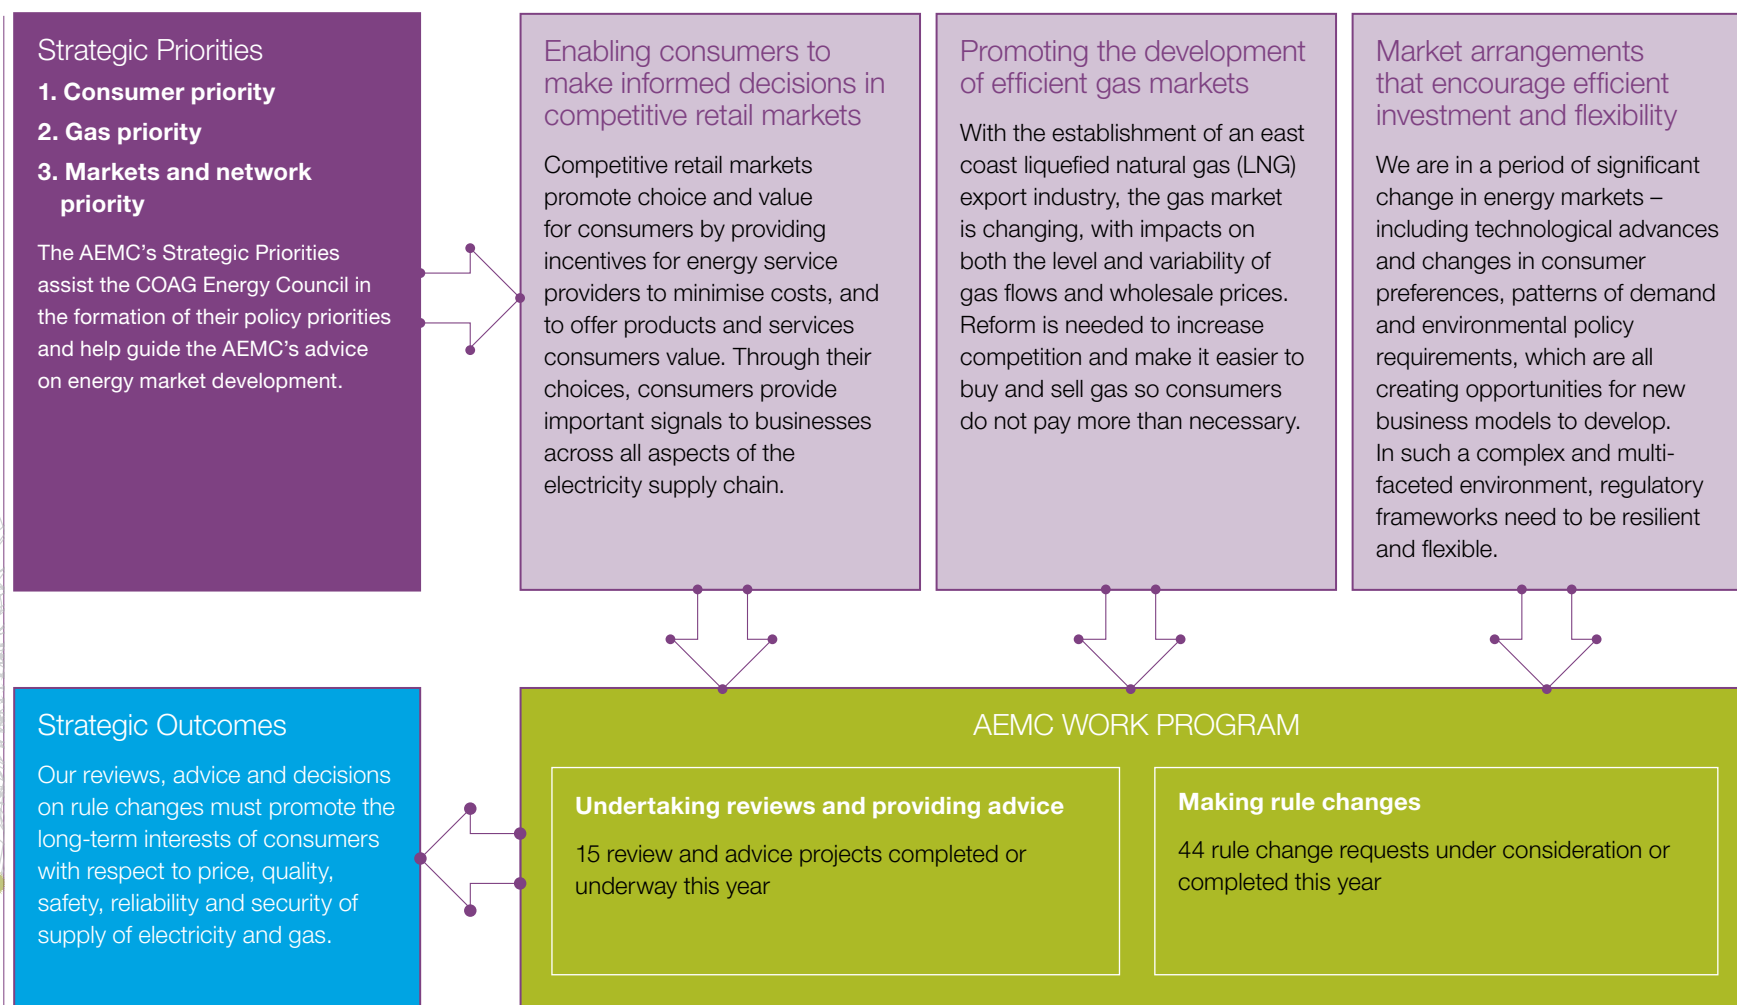 Strategic Priorities
1. Consumer priority
2. Gas priority
3. Markets and network
priority
The AEMC’s Strategic Priorities
assist the COAG Energy Council in
the formation of their policy priorities
and help guide the AEMC’s advice
on energy market development.
Enabling consumers to
make informed decisions in
competitive retail markets
Competitive retail markets
promote choice and value
for consumers by providing
incentives for energy service
providers to minimise costs, and
to offer products and services
consumers value. Through their
choices, consumers provide
important signals to businesses
across all aspects of the
electricity supply chain.
Promoting the development
of efficient gas markets
With the establishment of an east
coast liquefied natural gas (LNG)
export industry, the gas market
is changing, with impacts on
both the level and variability of
gas flows and wholesale prices.
Reform is needed to increase
competition and make it easier to
buy and sell gas so consumers
do not pay more than necessary.
Market arrangements
that encourage efficient
investment and flexibility
We are in a period of significant
change in energy markets –
including technological advances
and changes in consumer
preferences, patterns of demand
and environmental policy
requirements, which are all
creating opportunities for new
business models to develop.
In such a complex and multi-
faceted environment, regulatory
frameworks need to be resilient
and flexible.
Strategic Outcomes
Our reviews, advice and decisions
on rule changes must promote the
long-term interests of consumers
with respect to price, quality,
safety, reliability and security of
supply of electricity and gas.
AEMC WORK PROGRAM
Undertaking reviews and providing advice
15 review and advice projects completed or
underway this year
Making rule changes
44 rule change requests under consideration or
completed this year